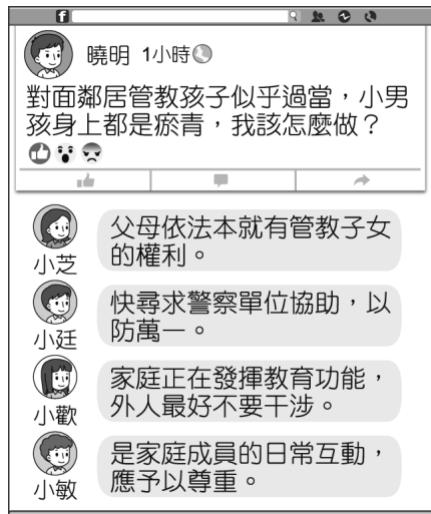 f
曉明 1小時
對面鄰居管教孩子似乎過當，小男
孩身上都是瘀青，我該怎麼做？
小芝
父母依法本就有管教子女
的權利。
小廷
快尋求警察單位協助，以
防萬一。
小歡
家庭正在發揮教育功能，
外人最好不要干涉。
小敏
是家庭成員的日常互動，
應予以尊重。